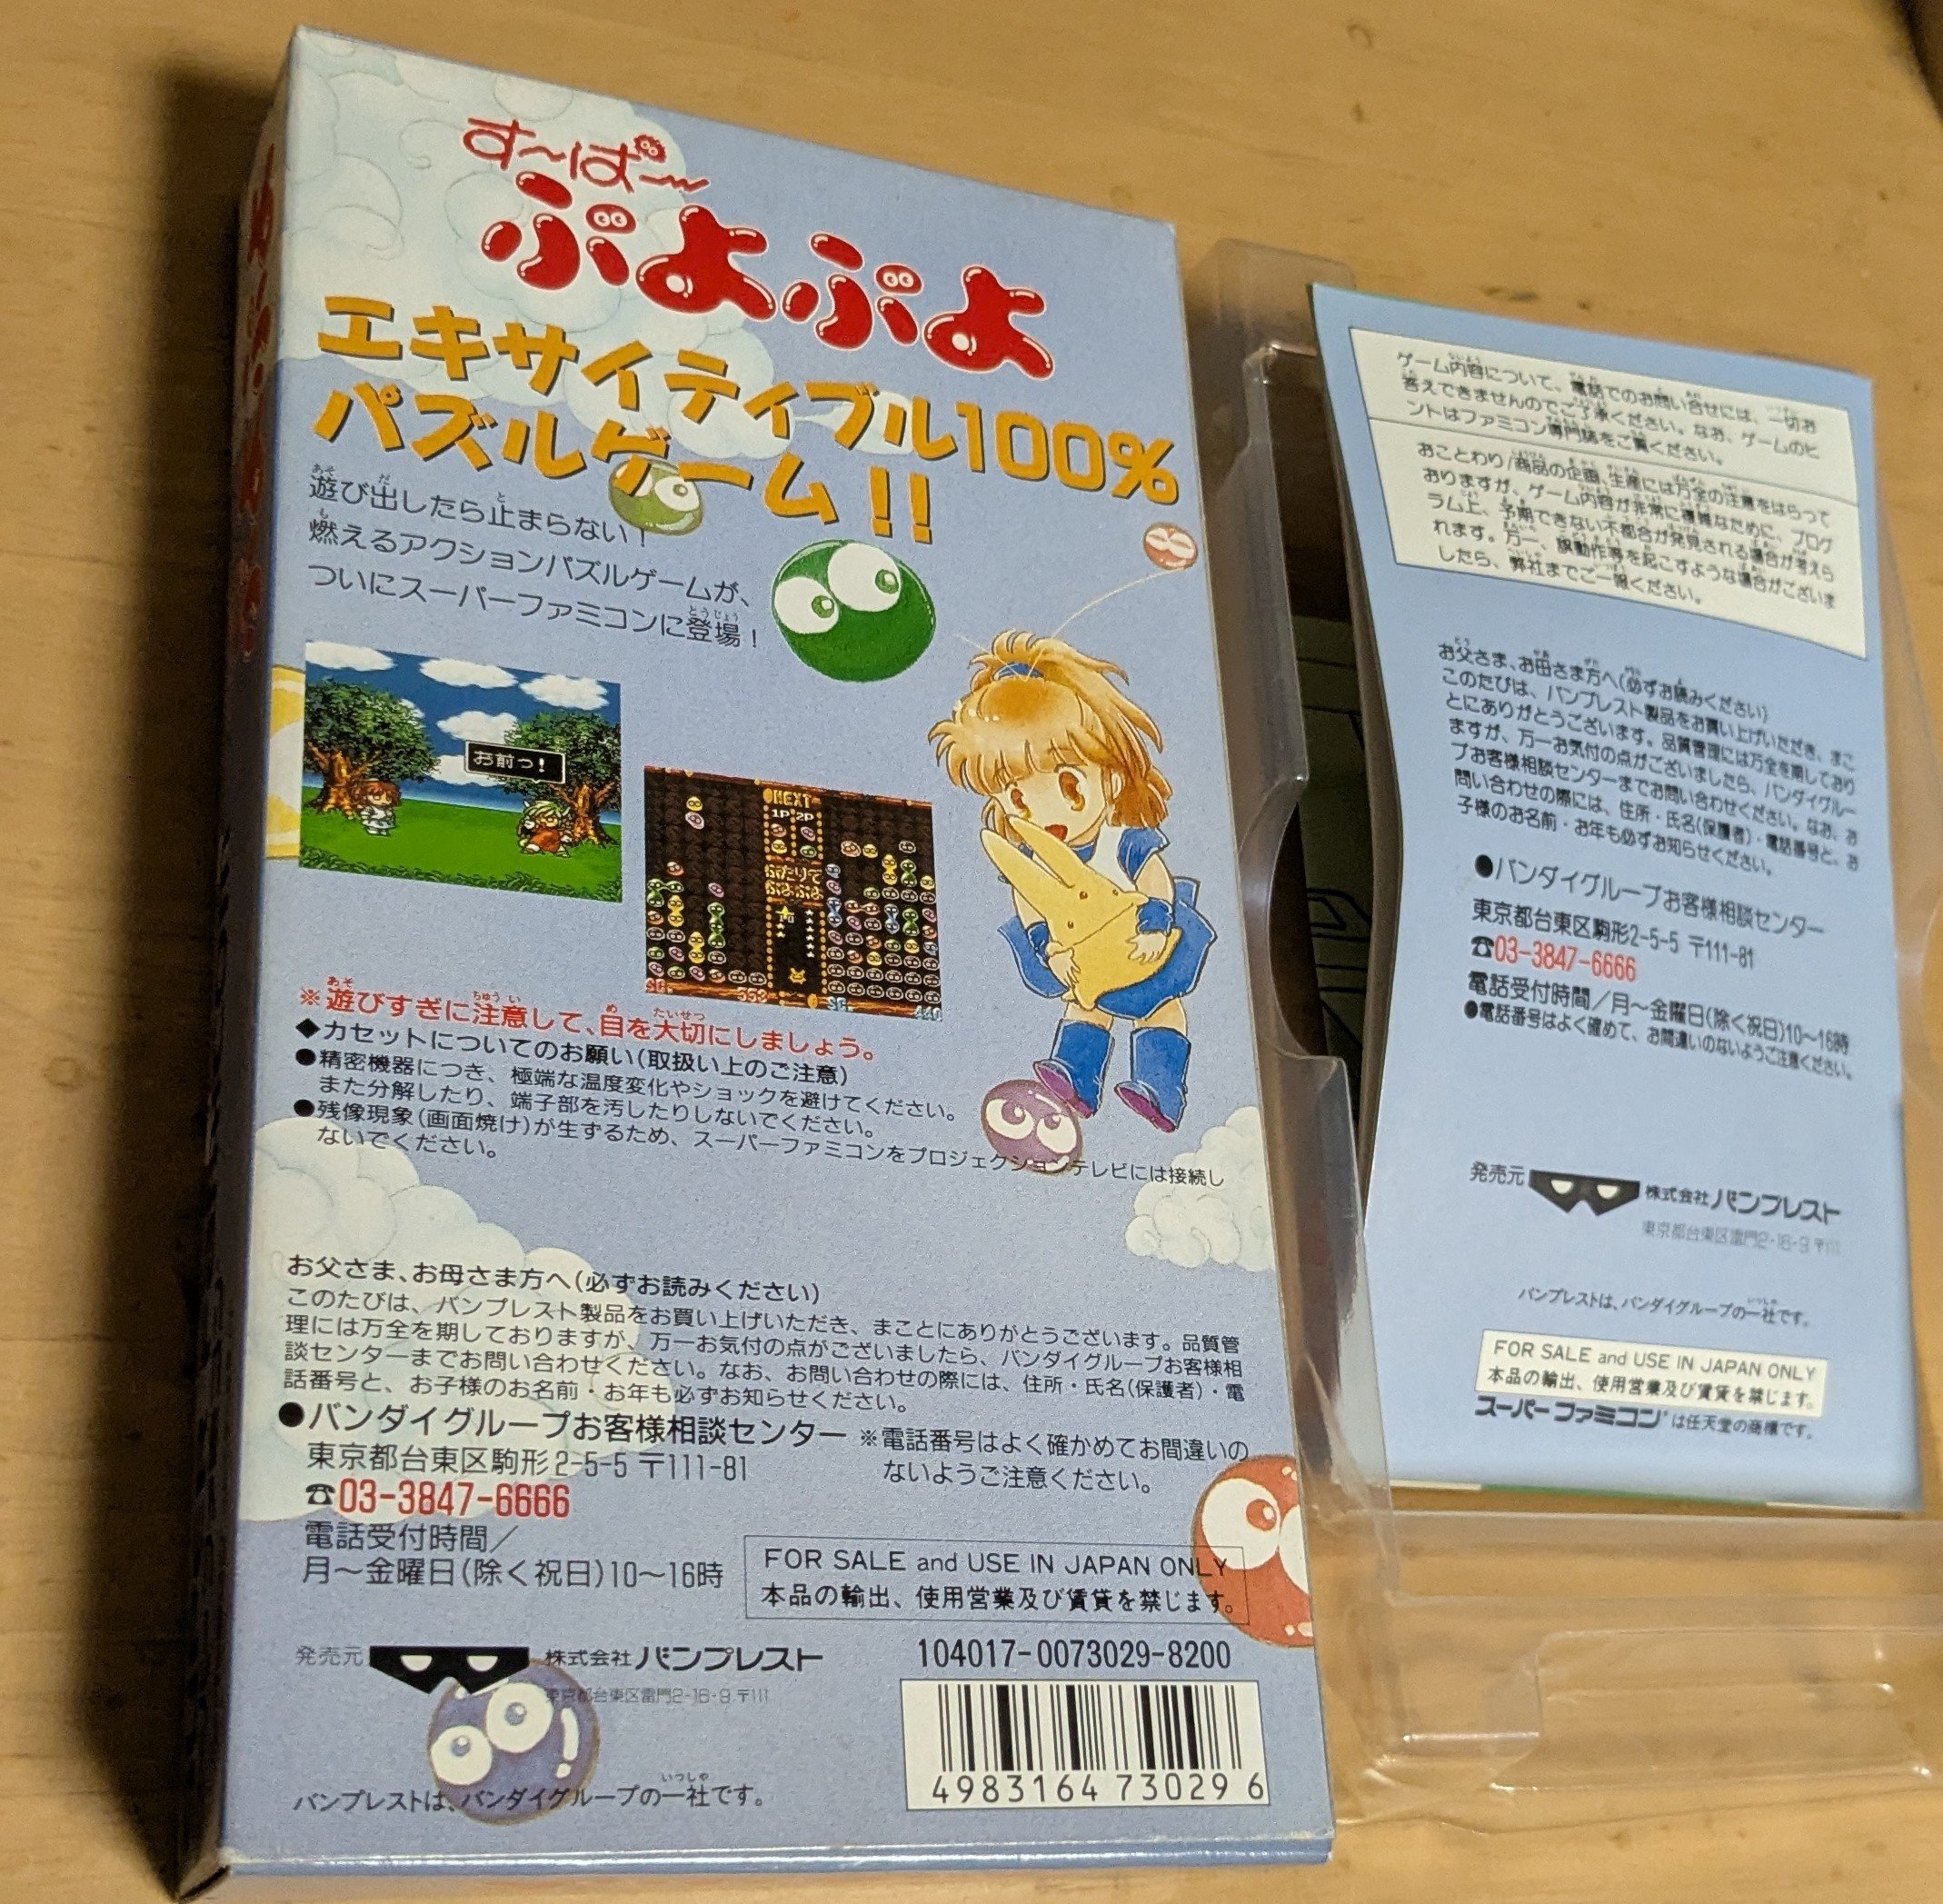 す〜ぱ〜
ぷよぷよ
エキサイティブル100%
パズルゲーム!!
遊び出したら止まらない！
燃えるアクションパズルゲームが、
ついにスーパーファミコンに登場！
お前っ！
NEXT
1P 2P
ふたりで
ぷよぷよ
※遊びすぎに注意して、目を大切にしましょう。
◆カセットについてのお願い(取扱い上のご注意)
●精密機器につき、極端な温度変化やショックを避けてください。
また分解したり、端子部を汚したりしないでください。
●残像現象(画面焼け)が生ずるため、スーパーファミコンをプロジェクションテレビには接続し
ないでください。
お父さま、お母さま方へ(必ずお読みください)
このたびは、バンプレスト製品をお買い上げいただき、まことにありがとうございます。品質管
理には万全を期しておりますが、万一お気付の点がございましたら、バンダイグループお客様相
談センターまでお問い合わせください。なお、お問い合わせの際には、住所・氏名(保護者)・電
話番号と、お子様のお名前・お年も必ずお知らせください。
●バンダイグループお客様相談センター
※電話番号はよく確かめてお間違いの
ないようご注意ください。
東京都台東区駒形2-5-5 〒111-81
☎03-3847-6666
電話受付時間／
月〜金曜日(除く祝日)10〜16時
FOR SALE and USE IN JAPAN ONLY
本品の輸出、使用営業及び賃貸を禁じます。
発売元 株式会社バンプレスト
東京都台東区雷門2-16-9 〒111
バンプレストは、バンダイグループの一社です。
104017-0073029-8200
4983164 730296
ゲーム内容について、電話でのお問い合せには、一切お
答えできませんのでご了承ください。なお、ゲームのヒ
ントはファミコン専門誌をご覧ください。
おことわり/商品の企画、生産には万全の注意をはらって
おりますが、ゲーム内容が非常に複雑なために、プログ
ラム上、予期できない不都合が発見される場合が考えら
れます。万一、誤動作等を起こすような場合がございま
したら、弊社までご一報ください。
お父さま、お母さま方へ(必ずお読みください)
このたびは、バンプレスト製品をお買い上げいただき、まこ
とにありがとうございます。品質管理には万全を期しており
ますが、万一お気付の点がございましたら、バンダイグルー
プお客様相談センターまでお問い合わせください。なお、お
問い合わせの際には、住所・氏名(保護者)・電話番号と、お
子様のお名前・お年も必ずお知らせください。
●バンダイグループお客様相談センター
東京都台東区駒形2-5-5 〒111-81
☎03-3847-6666
電話受付時間／月〜金曜日(除く祝日)10〜16時
●電話番号はよく確めて、お間違いのないようご注意ください。
発売元 株式会社バンプレスト
東京都台東区雷門2-16-9 〒111
バンプレストは、バンダイグループの一社です。
FOR SALE and USE IN JAPAN ONLY
本品の輸出、使用営業及び賃貸を禁じます。
スーパーファミコンは任天堂の商標です。